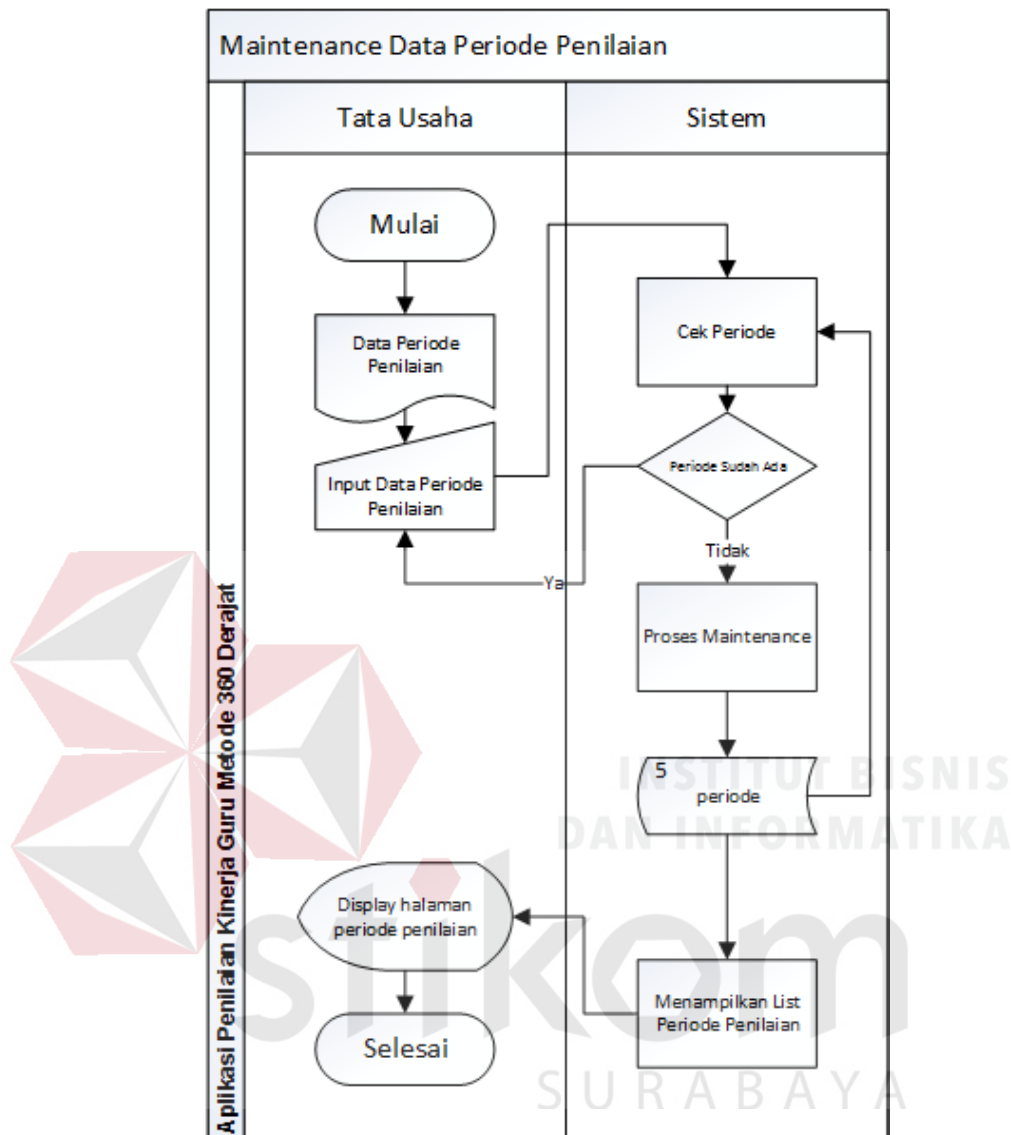 Maintenance Data Periode Penilaian
Aplikasi Penilaian Kinerja Guru Metode 360 Derajat
Tata Usaha
Sistem
Mulai
Data Periode
Penilaian
Input Data Periode
Penilaian
Cek Periode
Periode Sudah Ada
Ya
Tidak
Proses Maintenance
5
periode
Menampilkan List
Periode Penilaian
Display halaman
periode penilaian
Selesai
INSTITUT BISNIS
DAN INFORMATIKA
stikom
SURABAYA